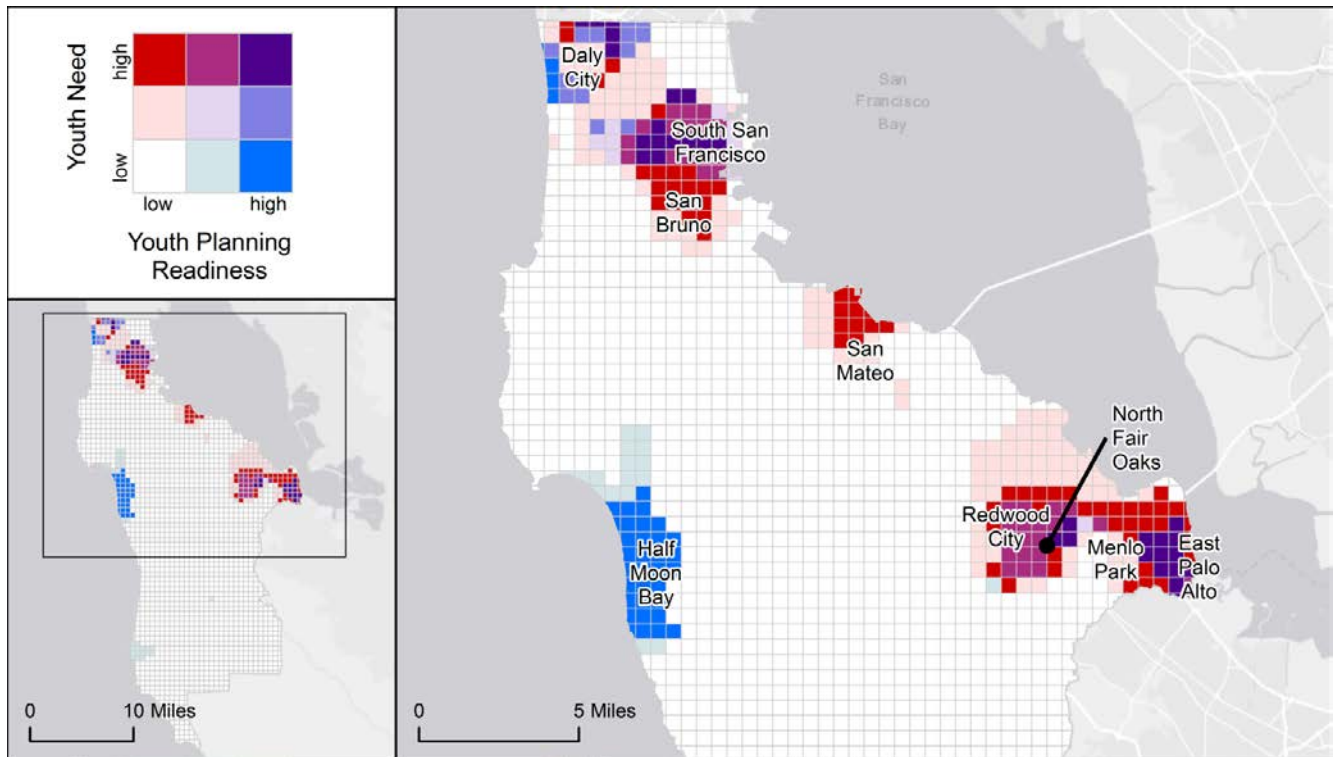 Youth Need
high
low
low
high
Youth Planning
Readiness
0
10 Miles
Daly
City
South San
Francisco
San
Bruno
San
Francisco
Bay
San
Mateo
North
Fair
Oaks
Redwood
City
Menlo
Park
East
Palo
Alto
Half
Moon
Bay
0
5 Miles